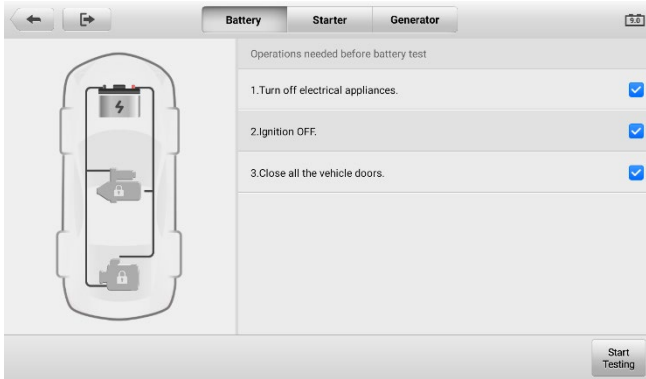 Battery Starter Generator
9.0
Operations needed before battery test
1.Turn off electrical appliances.
2.Ignition OFF.
3.Close all the vehicle doors.
Start
Testing